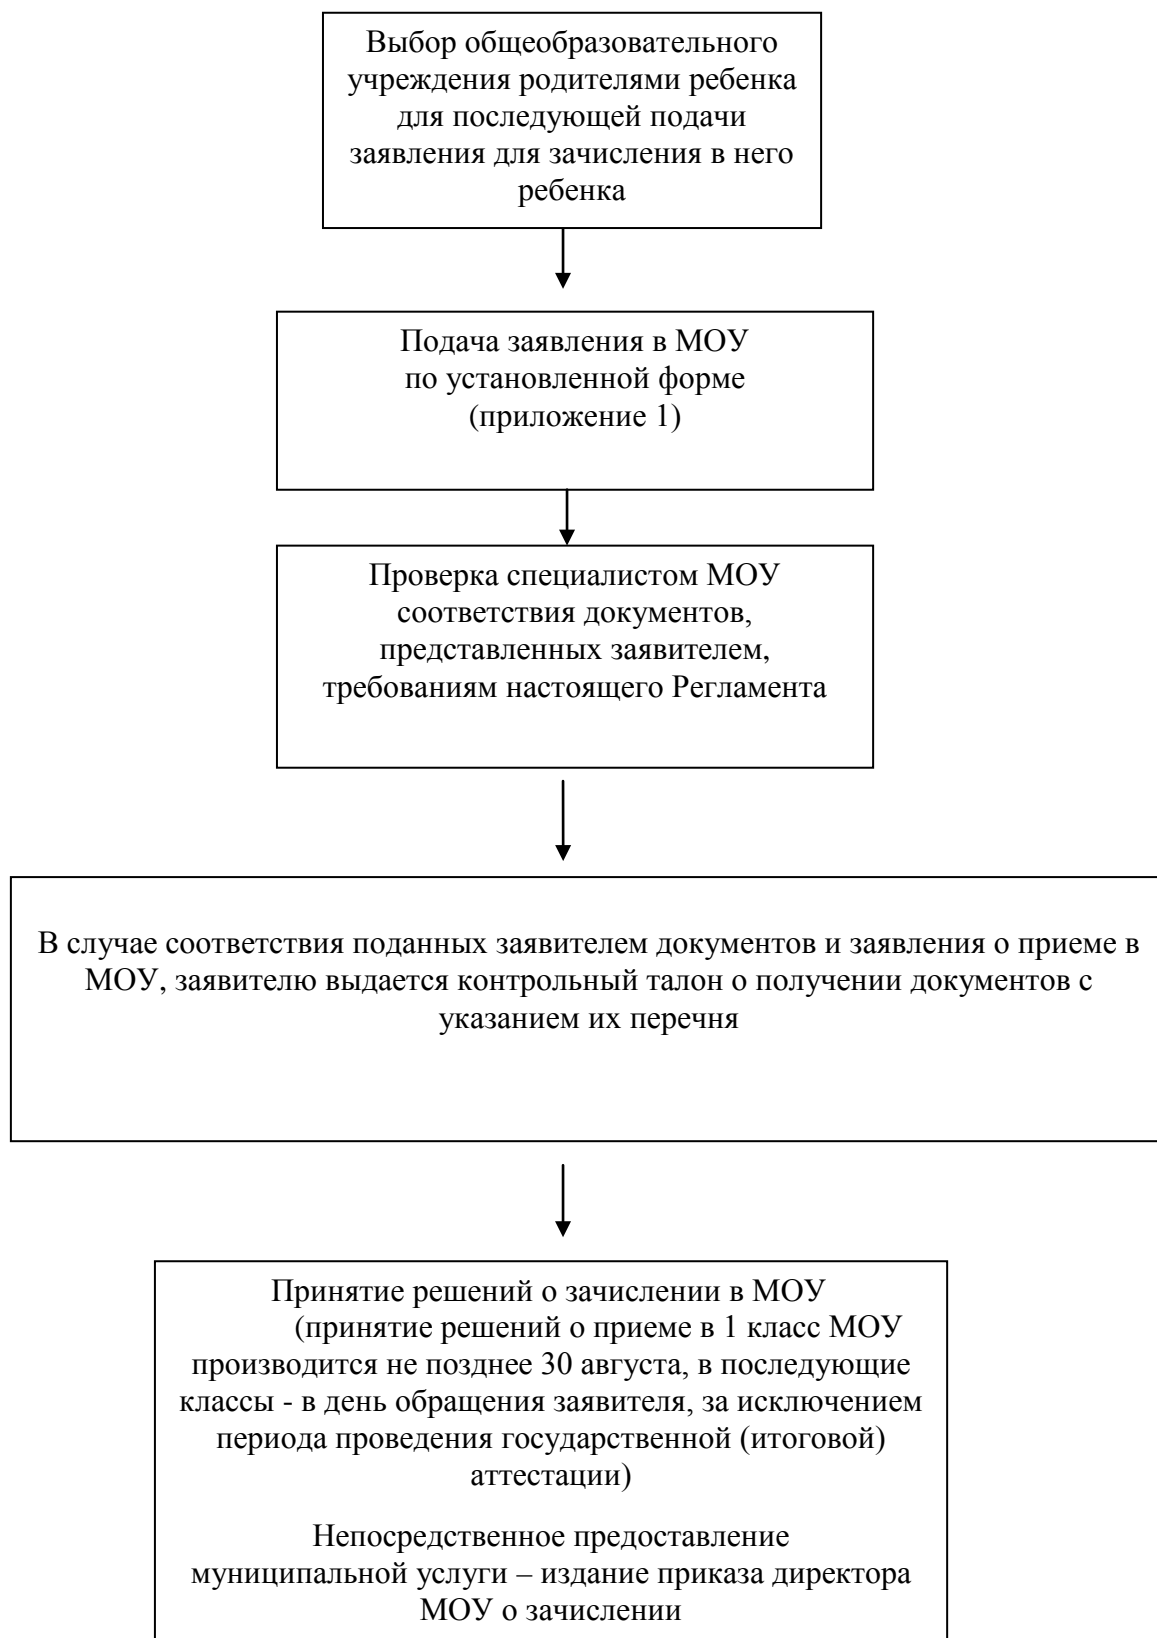 Выбор общеобразовательного
учреждения родителями ребенка
для последующей подачи
заявления для зачисления в него
ребенка
Подача заявления в МОУ
по установленной форме
(приложение 1)
Проверка специалистом МОУ
соответствия документов,
представленных заявителем,
требованиям настоящего Регламента
В случае соответствия поданных заявителем документов и заявления о приеме в
МОУ, заявителю выдается контрольный талон о получении документов с
указанием их перечня
Принятие решений о зачислении в МОУ
(принятие решений о приеме в 1 класс МОУ
производится не позднее 30 августа, в последующие
классы - в день обращения заявителя, за исключением
периода проведения государственной (итоговой)
аттестации)
Непосредственное предоставление
муниципальной услуги – издание приказа директора
МОУ о зачислении